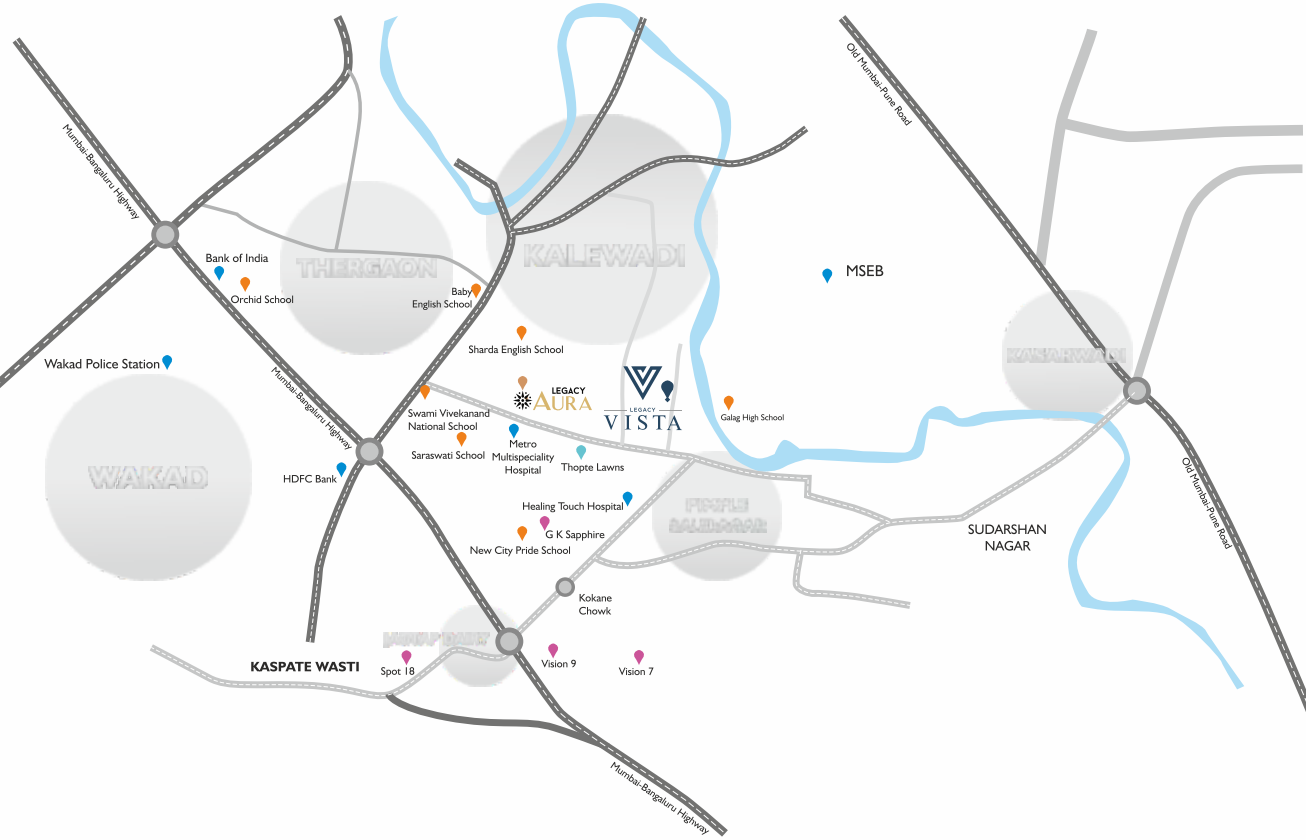 Old Mumbai-Pune Road
Mumbai-Bangaluru Highway
Bank of India
Orchid School
THERGAON
KALEWADI
MSEB
Baby
English School
Sharda English School
KASARWADI
Wakad Police Station
Mumbai-Bangaluru Highway
LEGACY
AURA
LEGACY
VISTA
Swami Vivekanand
National School
Saraswati School
Metro
Multispeciality
Hospital
Thopte Lawns
Galag High School
WAKAD
HDFC Bank
Healing Touch Hospital
G K Sapphire
New City Pride School
PIMPLE
SAUDAGAR
SUDARSHAN
NAGAR
Old Mumbai-Pune Road
Kokane
Chowk
KASPATE WASTI
Spot 18
Vision 9
Vision 7
Mumbai-Bangaluru Highway